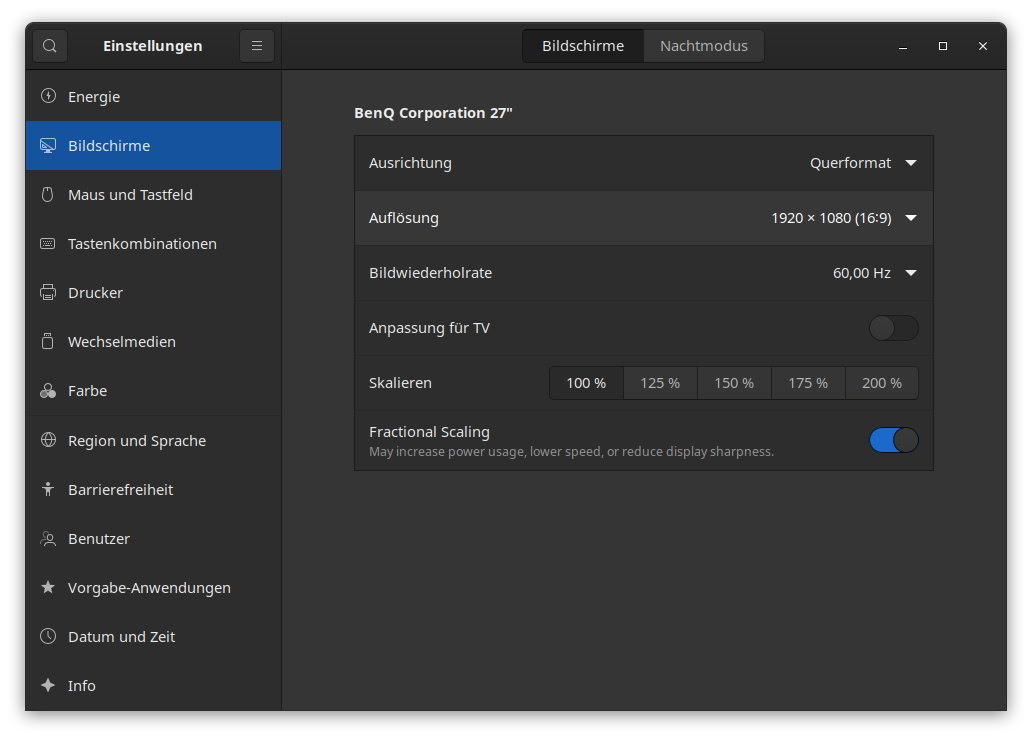 Einstellungen
Bildschirme
Nachtmodus
Energie
Bildschirme
Maus und Tastfeld
Tastenkombinationen
Drucker
Wechselmedien
Farbe
Region und Sprache
Barrierefreiheit
Benutzer
Vorgabe-Anwendungen
Datum und Zeit
Info
BenQ Corporation 27"
Ausrichtung Querformat
Auflösung 1920 × 1080 (16∶9)
Bildwiederholrate 60,00 Hz
Anpassung für TV
Skalieren 100 % 125 % 150 % 175 % 200 %
Fractional Scaling
May increase power usage, lower speed, or reduce display sharpness.